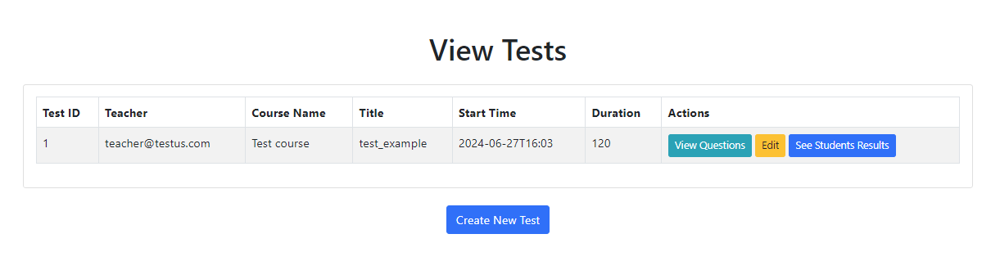 View Tests
Test ID Teacher Course Name Title Start Time Duration Actions
1 teacher@testus.com Test course test_example 2024-06-27T16:03 120 View Questions Edit See Students Results
Create New Test